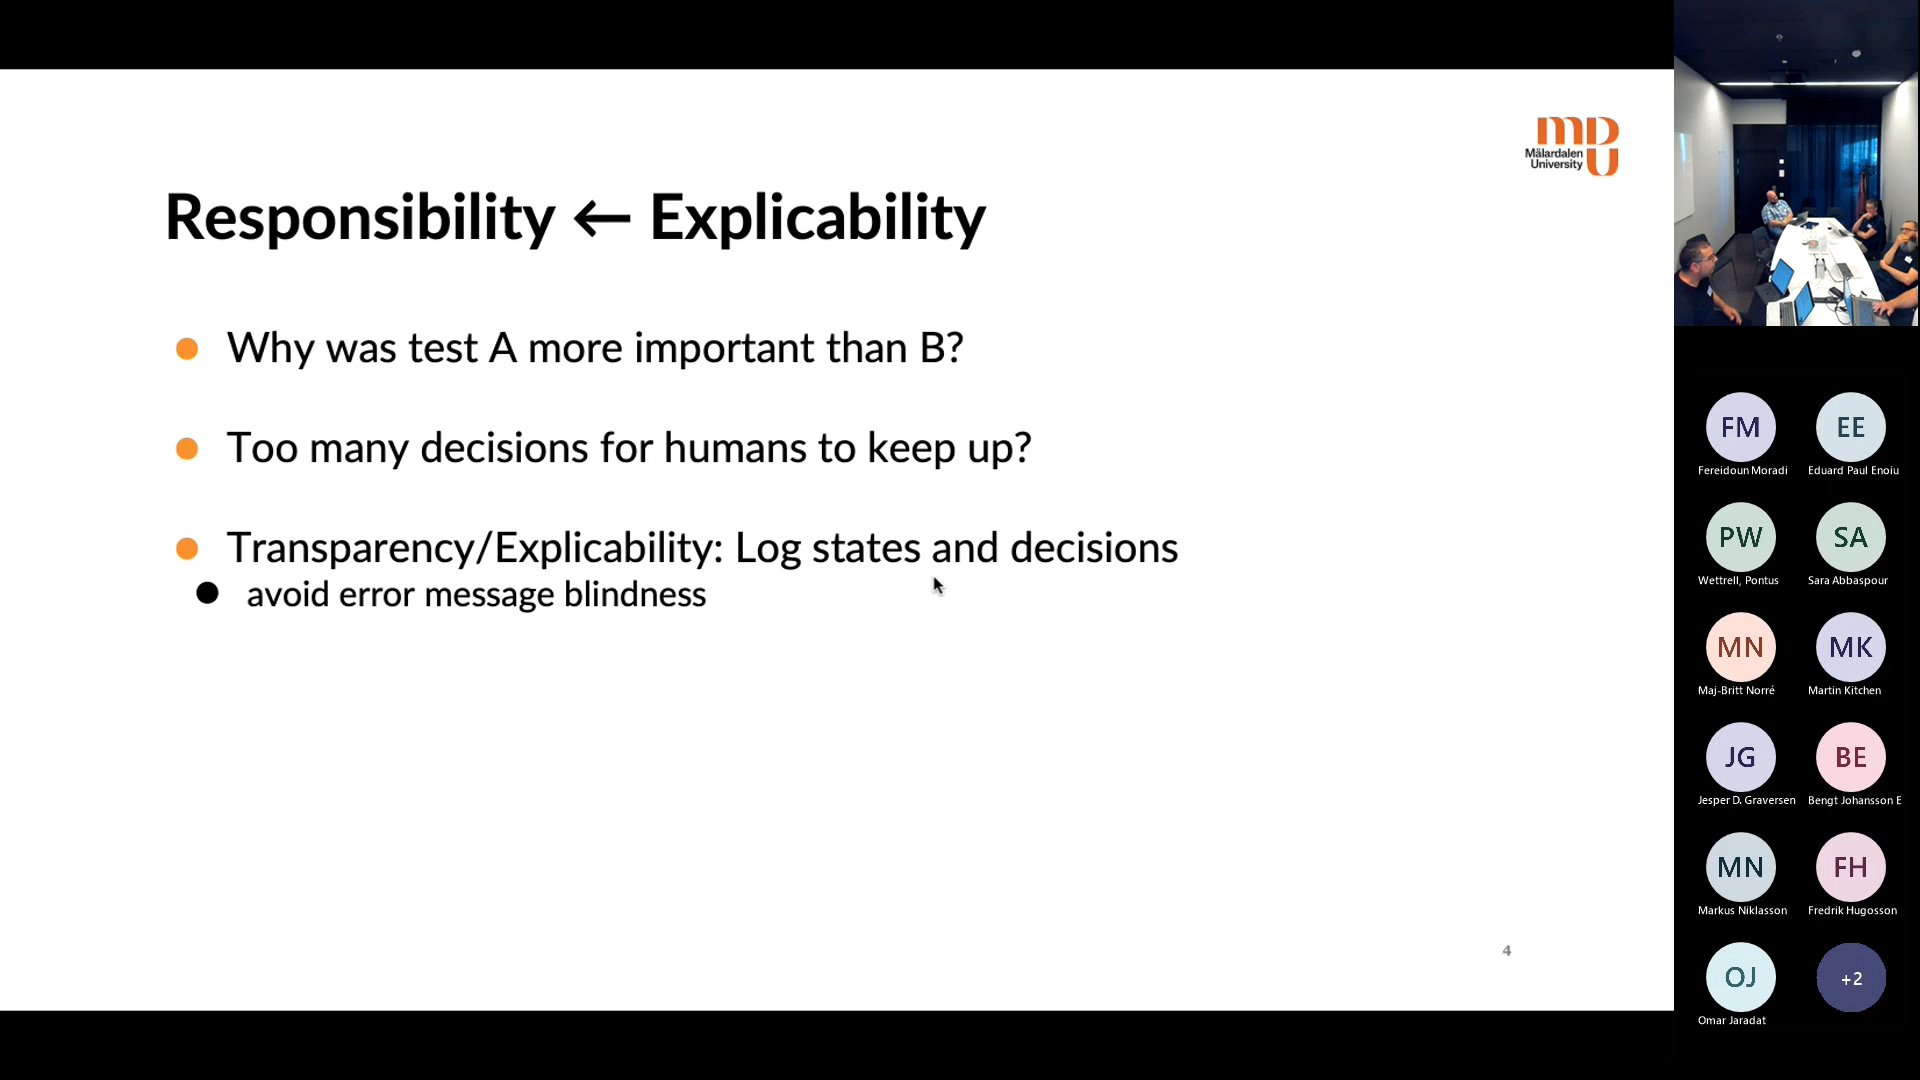 Mälardalen
University
Responsibility ← Explicability
Why was test A more important than B?
Too many decisions for humans to keep up?
Transparency/Explicability: Log states and decisions
avoid error message blindness
4
FM
Fereidoun Moradi
EE
Eduard Paul Enoiu
PW
Wettrell, Pontus
SA
Sara Abbaspour
MN
Maj-Britt Norré
MK
Martin Kitchen
JG
Jesper D. Graversen
BE
Bengt Johansson E
MN
Markus Niklasson
FH
Fredrik Hugosson
OJ
Omar Jaradat
+2